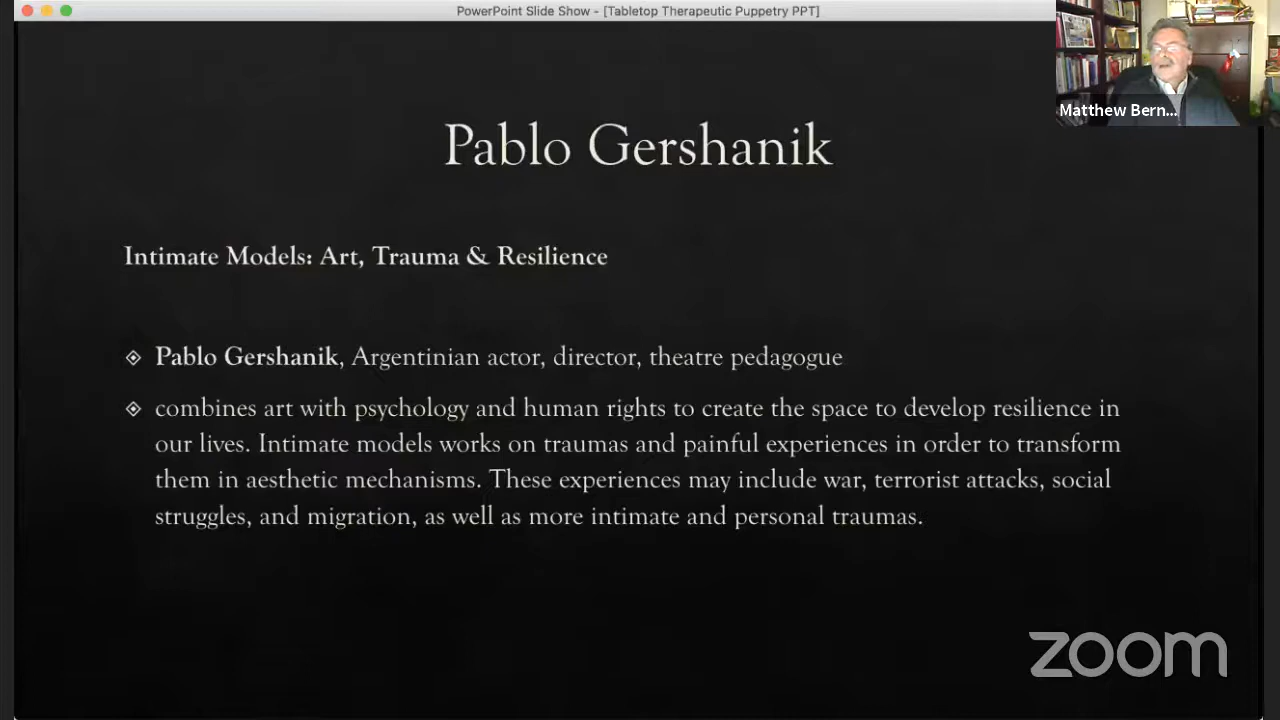 PowerPoint Slide Show - [Tabletop Therapeutic Puppetry PPT]
Matthew Bern...
Pablo Gershanik
Intimate Models: Art, Trauma & Resilience
Pablo Gershanik, Argentinian actor, director, theatre pedagogue
combines art with psychology and human rights to create the space to develop resilience in
our lives. Intimate models works on traumas and painful experiences in order to transform
them in aesthetic mechanisms. These experiences may include war, terrorist attacks, social
struggles, and migration, as well as more intimate and personal traumas.
zoom